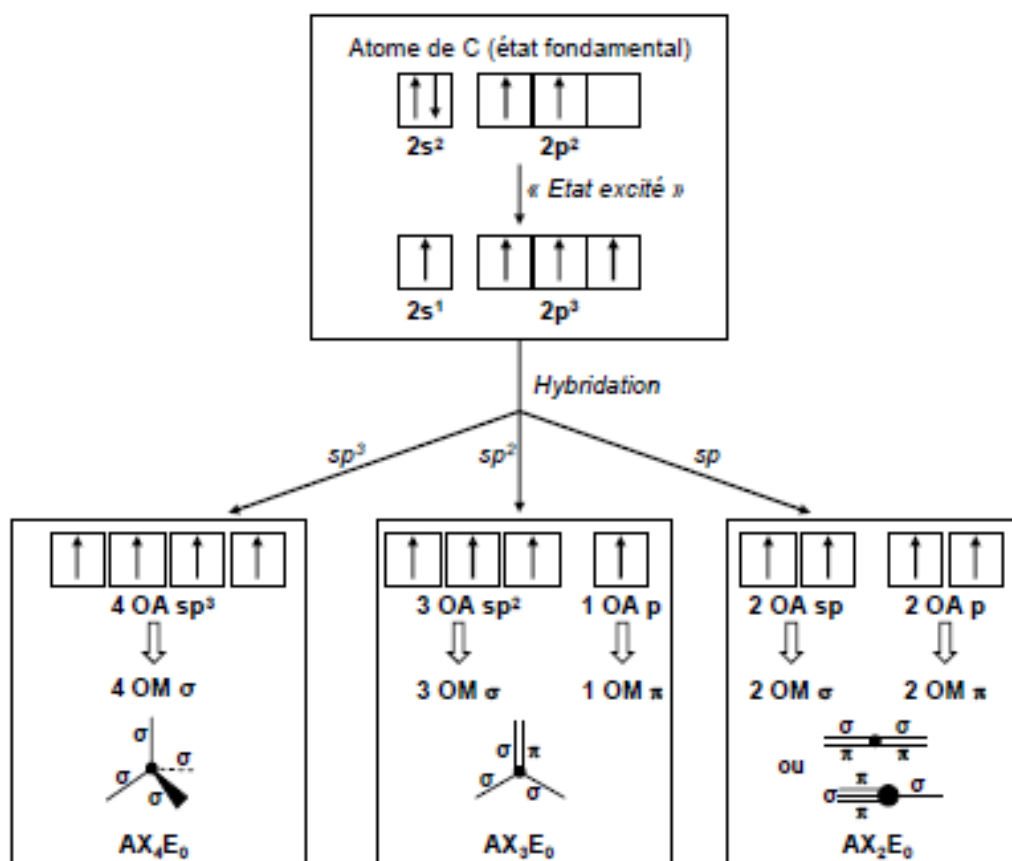 Atome de C (état fondamental)
2s² 2p²
« Etat excité »
2s¹ 2p³
Hybridation
sp³ sp² sp
4 OA sp³ 3 OA sp² 1 OA p 2 OA sp 2 OA p
4 OM σ 3 OM σ 1 OM π 2 OM σ 2 OM π
σ σ σ σ
σ π σ σ
σ σ π π
ou
π σ σ π
AX₄E₀ AX₃E₀ AX₂E₀